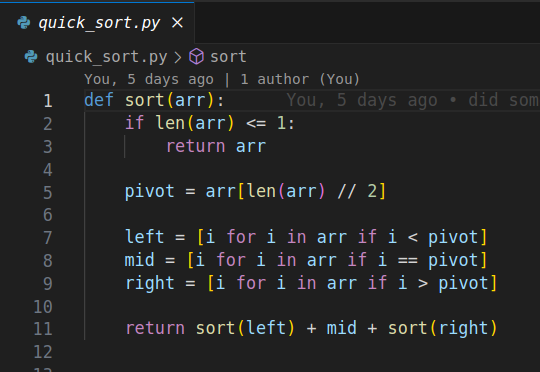 quick_sort.py ×
quick_sort.py > sort
You, 5 days ago | 1 author (You)
1 def sort(arr): You, 5 days ago • did som
2     if len(arr) <= 1:
3         return arr
4
5     pivot = arr[len(arr) // 2]
6
7     left = [i for i in arr if i < pivot]
8     mid = [i for i in arr if i == pivot]
9     right = [i for i in arr if i > pivot]
10
11     return sort(left) + mid + sort(right)
12